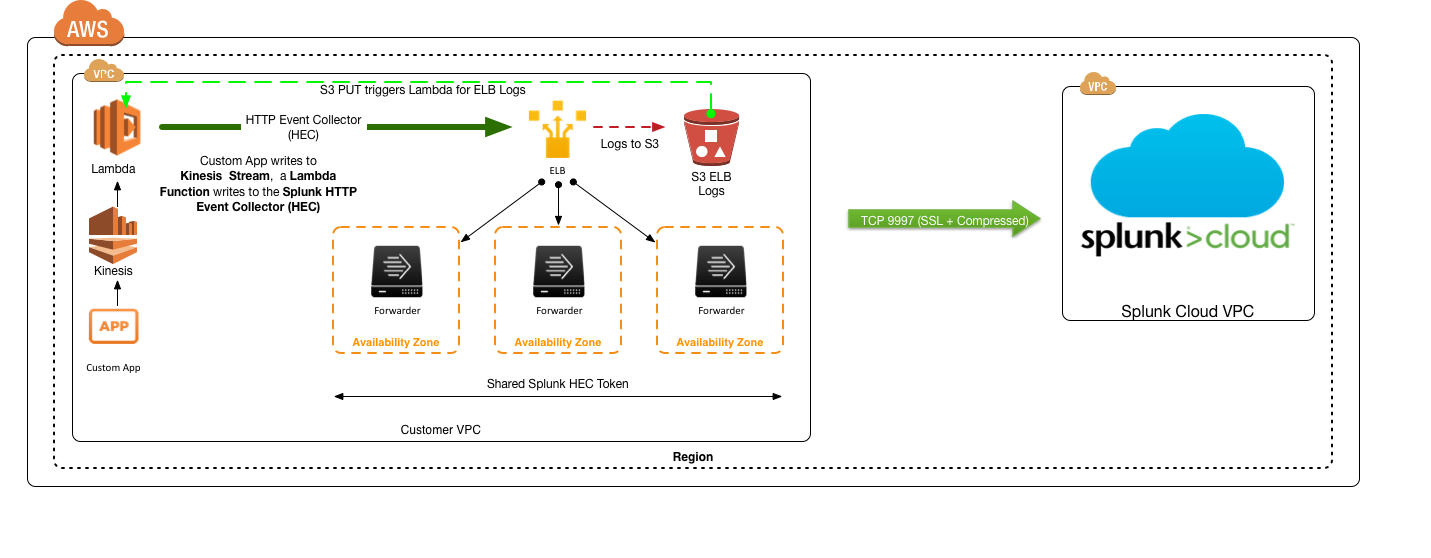 AWS
VPC
S3 PUT triggers Lambda for ELB Logs
HTTP Event Collector
(HEC)
Lambda
Custom App writes to
Kinesis Stream, a Lambda
Function writes to the Splunk HTTP
Event Collector (HEC)
ELB
Logs to S3
S3 ELB
Logs
Kinesis
APP
Custom App
Forwarder
Availability Zone
Forwarder
Availability Zone
Forwarder
Availability Zone
Shared Splunk HEC Token
Customer VPC
Region
TCP 9997 (SSL + Compressed)
VPC
splunk>cloud™
Splunk Cloud VPC